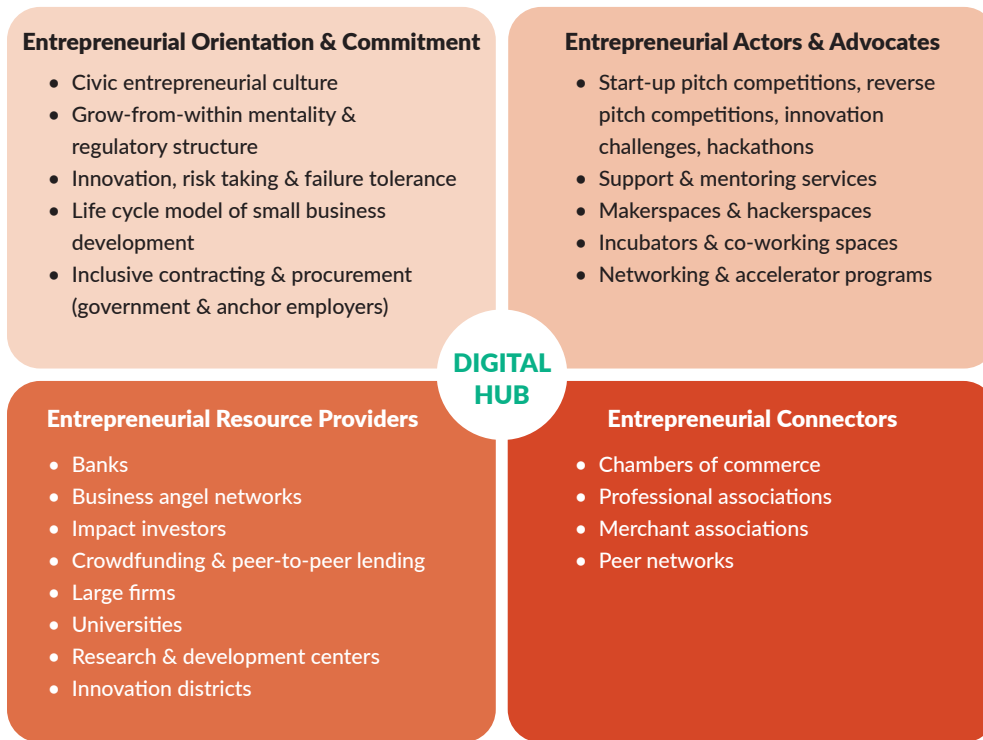 Entrepreneurial Orientation & Commitment
• Civic entrepreneurial culture
• Grow-from-within mentality &
regulatory structure
• Innovation, risk taking & failure tolerance
• Life cycle model of small business
development
• Inclusive contracting & procurement
(government & anchor employers)
Entrepreneurial Actors & Advocates
• Start-up pitch competitions, reverse
pitch competitions, innovation
challenges, hackathons
• Support & mentoring services
• Makerspaces & hackerspaces
• Incubators & co-working spaces
• Networking & accelerator programs
DIGITAL
HUB
Entrepreneurial Resource Providers
• Banks
• Business angel networks
• Impact investors
• Crowdfunding & peer-to-peer lending
• Large firms
• Universities
• Research & development centers
• Innovation districts
Entrepreneurial Connectors
• Chambers of commerce
• Professional associations
• Merchant associations
• Peer networks